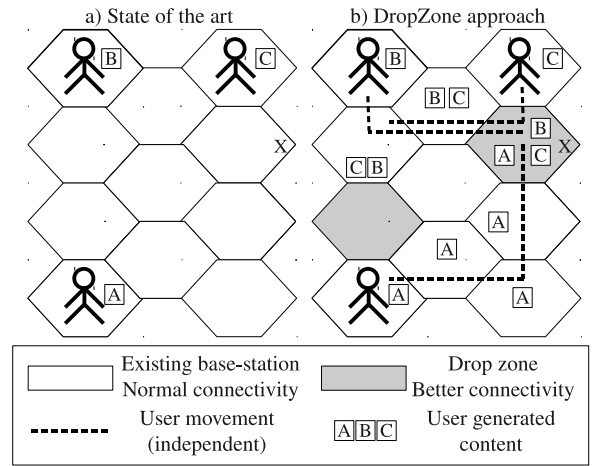 a) State of the art
b) DropZone approach
B
C
B
C
B C
X
B
A C X
C B
A
A
A
A
A
Existing base-station
Normal connectivity
Drop zone
Better connectivity
User movement
(independent)
A B C
User generated
content